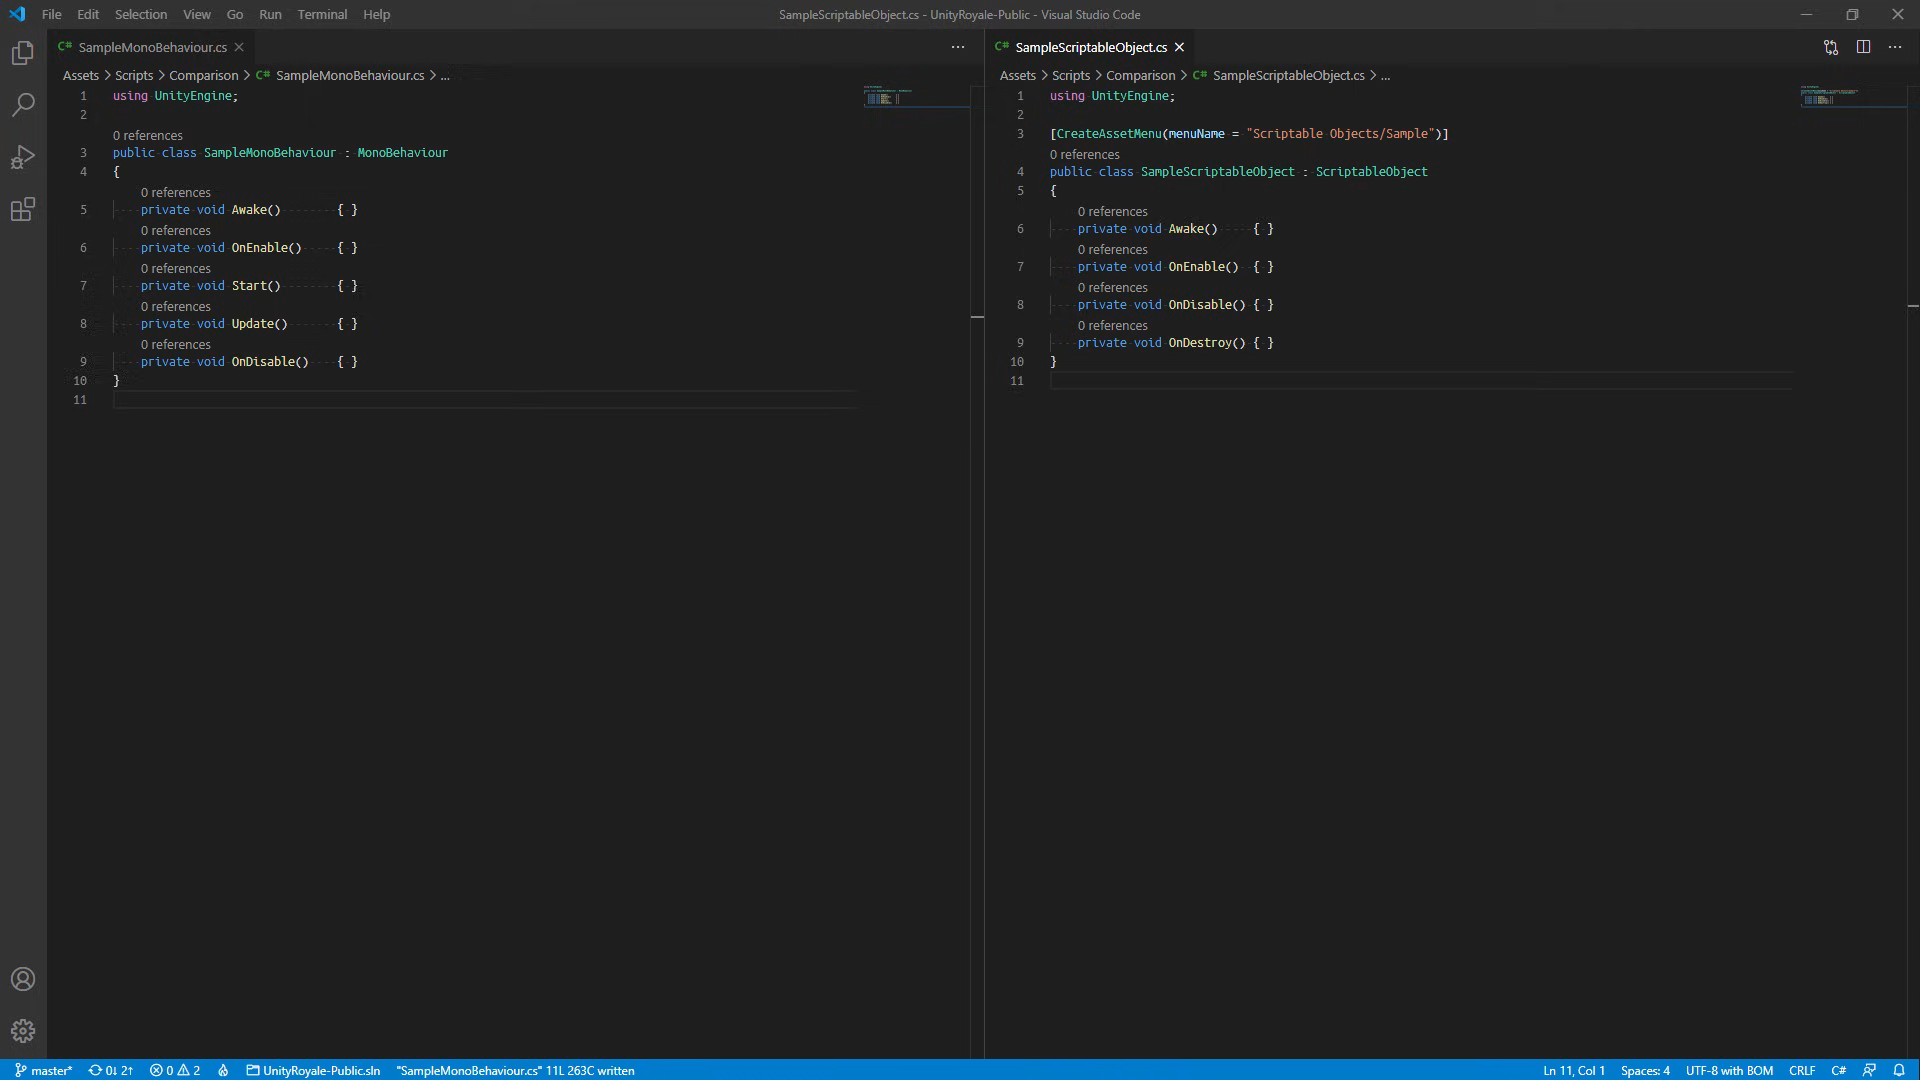 File Edit Selection View Go Run Terminal Help
SampleScriptableObject.cs - UnityRoyale-Public - Visual Studio Code
C# SampleMonoBehaviour.cs
Assets > Scripts > Comparison > C# SampleMonoBehaviour.cs > ...
1 using UnityEngine;
2
0 references
3 public class SampleMonoBehaviour : MonoBehaviour
4 {
0 references
5 private void Awake() { }
0 references
6 private void OnEnable() { }
0 references
7 private void Start() { }
0 references
8 private void Update() { }
0 references
9 private void OnDisable() { }
10 }
11
C# SampleScriptableObject.cs
Assets > Scripts > Comparison > C# SampleScriptableObject.cs > ...
1 using UnityEngine;
2
3 [CreateAssetMenu(menuName = "Scriptable Objects/Sample")]
0 references
4 public class SampleScriptableObject : ScriptableObject
5 {
0 references
6 private void Awake() { }
0 references
7 private void OnEnable() { }
0 references
8 private void OnDisable() { }
0 references
9 private void OnDestroy() { }
10 }
11
master* 0↓ 2↑ 0 2 UnityRoyale-Public.sln "SampleMonoBehaviour.cs" 11L 263C written
Ln 11, Col 1 Spaces: 4 UTF-8 with BOM CRLF C#